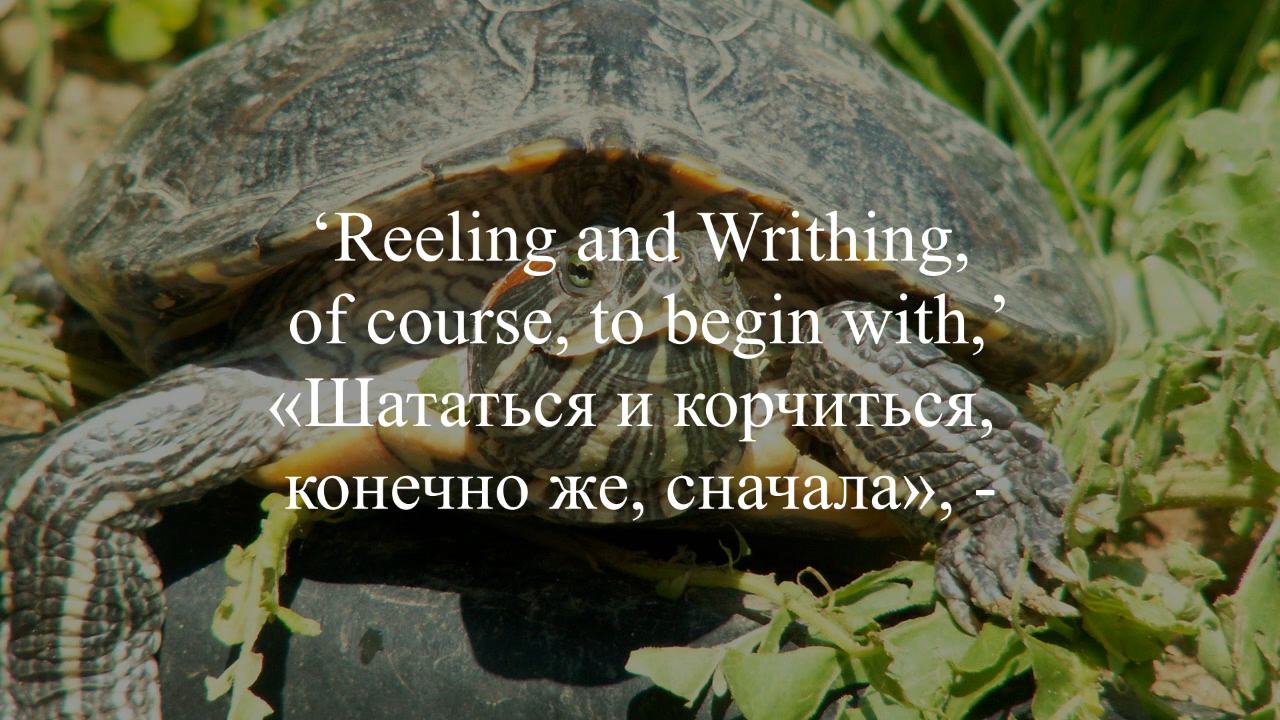 ‘Reeling and Writhing,
of course, to begin with,’
«Шататься и корчиться,
конечно же, сначала», -